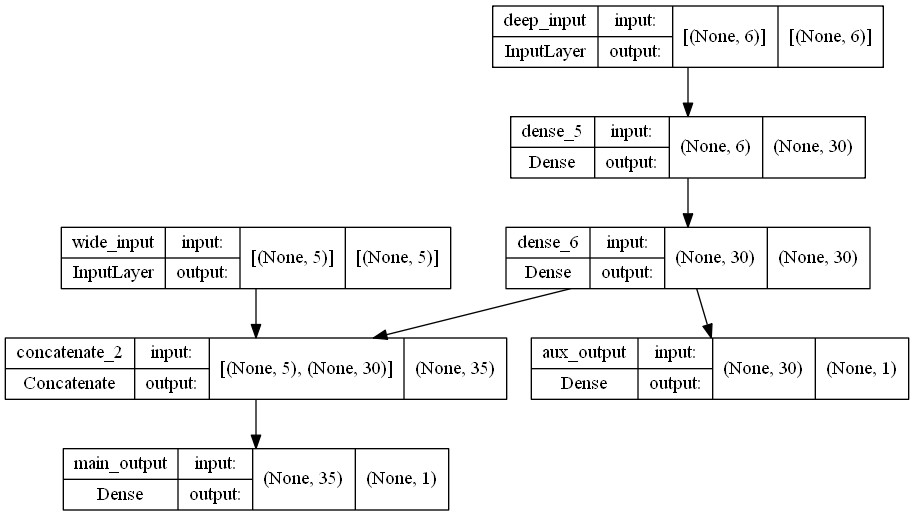 deep_input input: [(None, 6)] [(None, 6)]
InputLayer output:
dense_5 input: (None, 6) (None, 30)
Dense output:
wide_input input: [(None, 5)] [(None, 5)]
InputLayer output:
dense_6 input: (None, 30) (None, 30)
Dense output:
concatenate_2 input: [(None, 5), (None, 30)] (None, 35)
Concatenate output:
aux_output input: (None, 30) (None, 1)
Dense output:
main_output input: (None, 35) (None, 1)
Dense output: